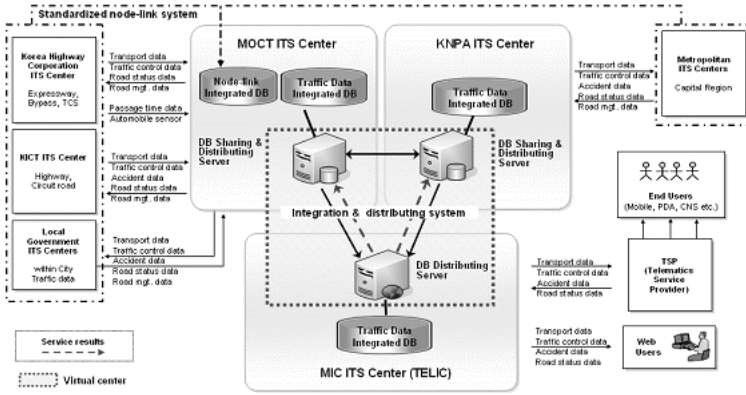 Standardized node-link system
Korea Highway
Corporation
ITS Center
Expressway,
Bypass, TCS
KICT ITS Center
Highway,
Circuit road
Local
Government
ITS Centers
within City
Traffic data
Transport data
Traffic control data
Road status data
Road mgt. data
Passage time data
Automobile sensor
Transport data
Traffic control data
Accident data
Road status data
Road mgt. data
Transport data
Traffic control data
Accident data
Road status data
Road mgt. data
MOCT ITS Center
Node-link
Integrated DB
Traffic Data
Integrated DB
DB Sharing &
Distributing
Server
KNPA ITS Center
Traffic Data
Integrated DB
DB Sharing &
Distributing
Server
Integration & distributing system
DB Distributing
Server
Traffic Data
Integrated DB
MIC ITS Center (TELIC)
Transport data
Traffic control data
Accident data
Road status data
Road mgt. data
Metropolitan
ITS Centers
Capital Region
End Users
(Mobile, PDA, CNS etc.)
Transport data
Traffic control data
Accident data
Road status data
TSP
(Telematics
Service
Provider)
Transport data
Traffic control data
Accident data
Road status data
Web
Users
Service results
Virtual center